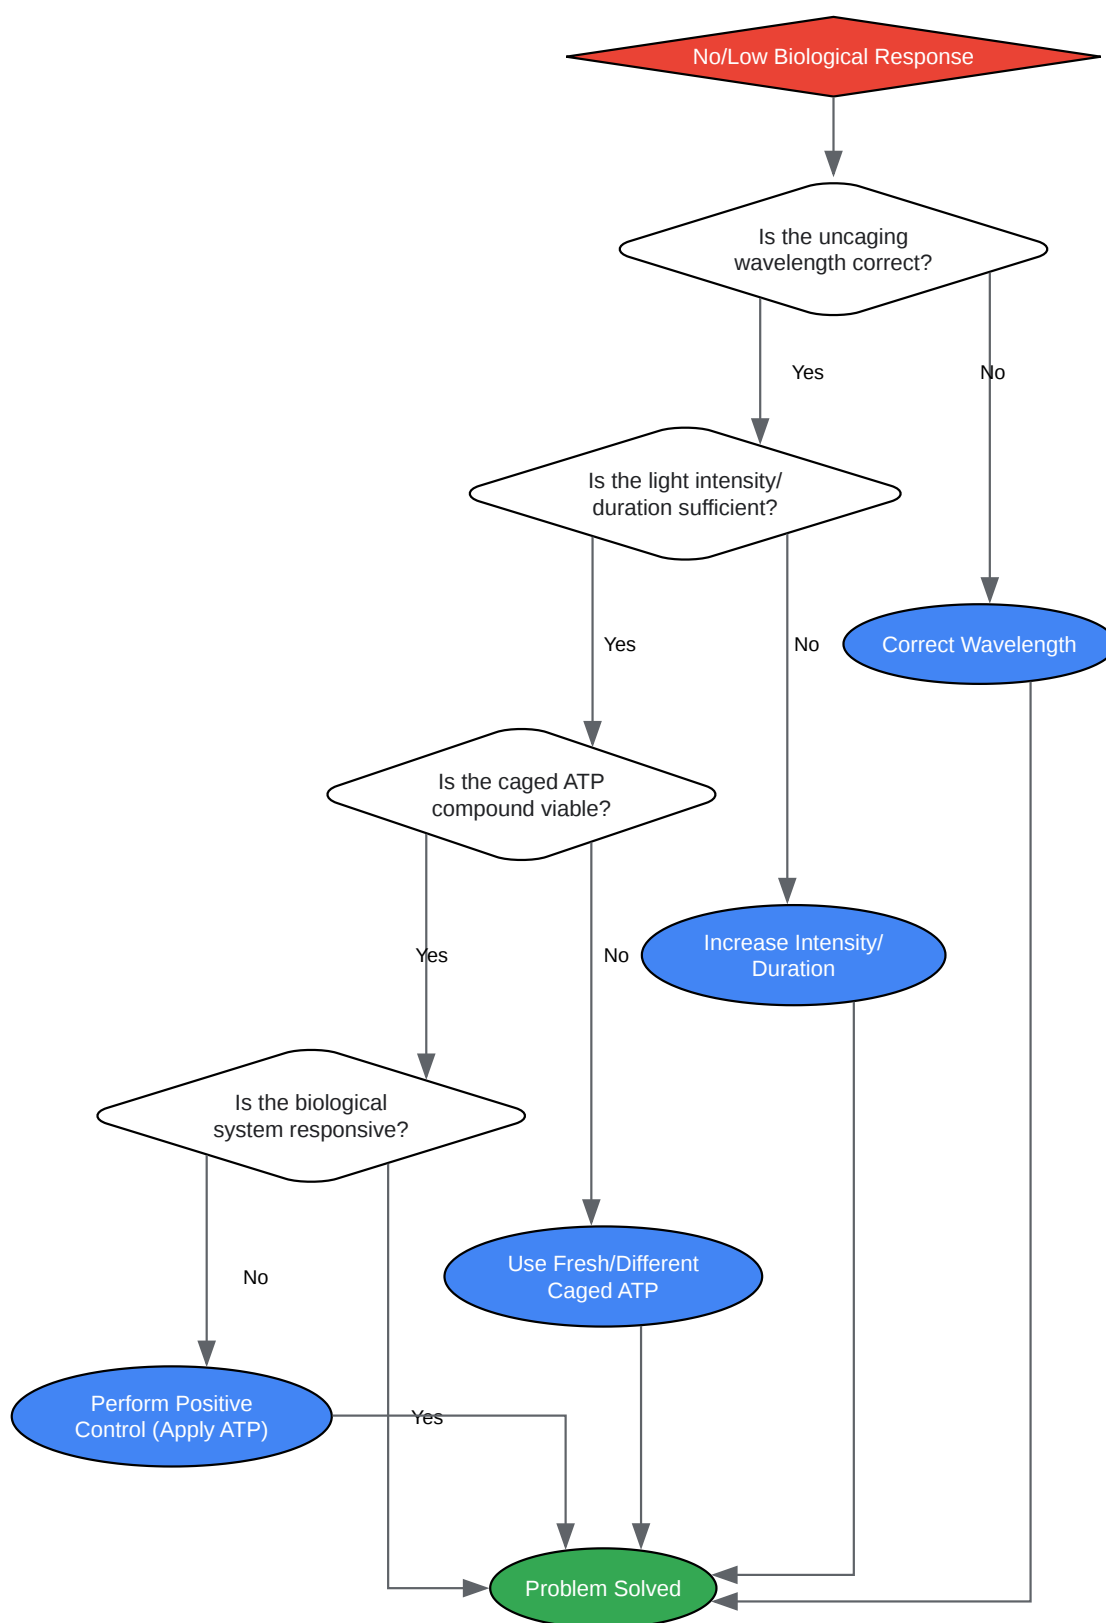 No/Low Biological Response
Is the uncaging
wavelength correct?
Yes
No
Is the light intensity/
duration sufficient?
Yes
No
Correct Wavelength
Is the caged ATP
compound viable?
Yes
No
Increase Intensity/
Duration
Is the biological
system responsive?
No
Use Fresh/Different
Caged ATP
Perform Positive
Control (Apply ATP)
Yes
Problem Solved